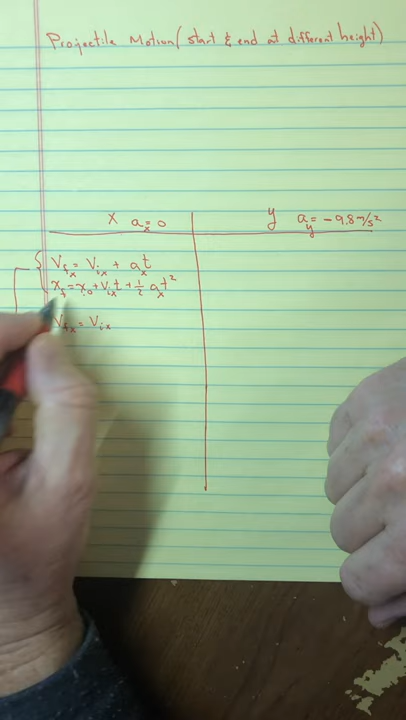 Projectile Motion (start & end at different height)
x aₓ = 0
y a_y = -9.8 m/s²
V_fx = V_ix + aₓt
x_f = x₀ + V_ix t + ½ aₓt²
V_fx = V_ix